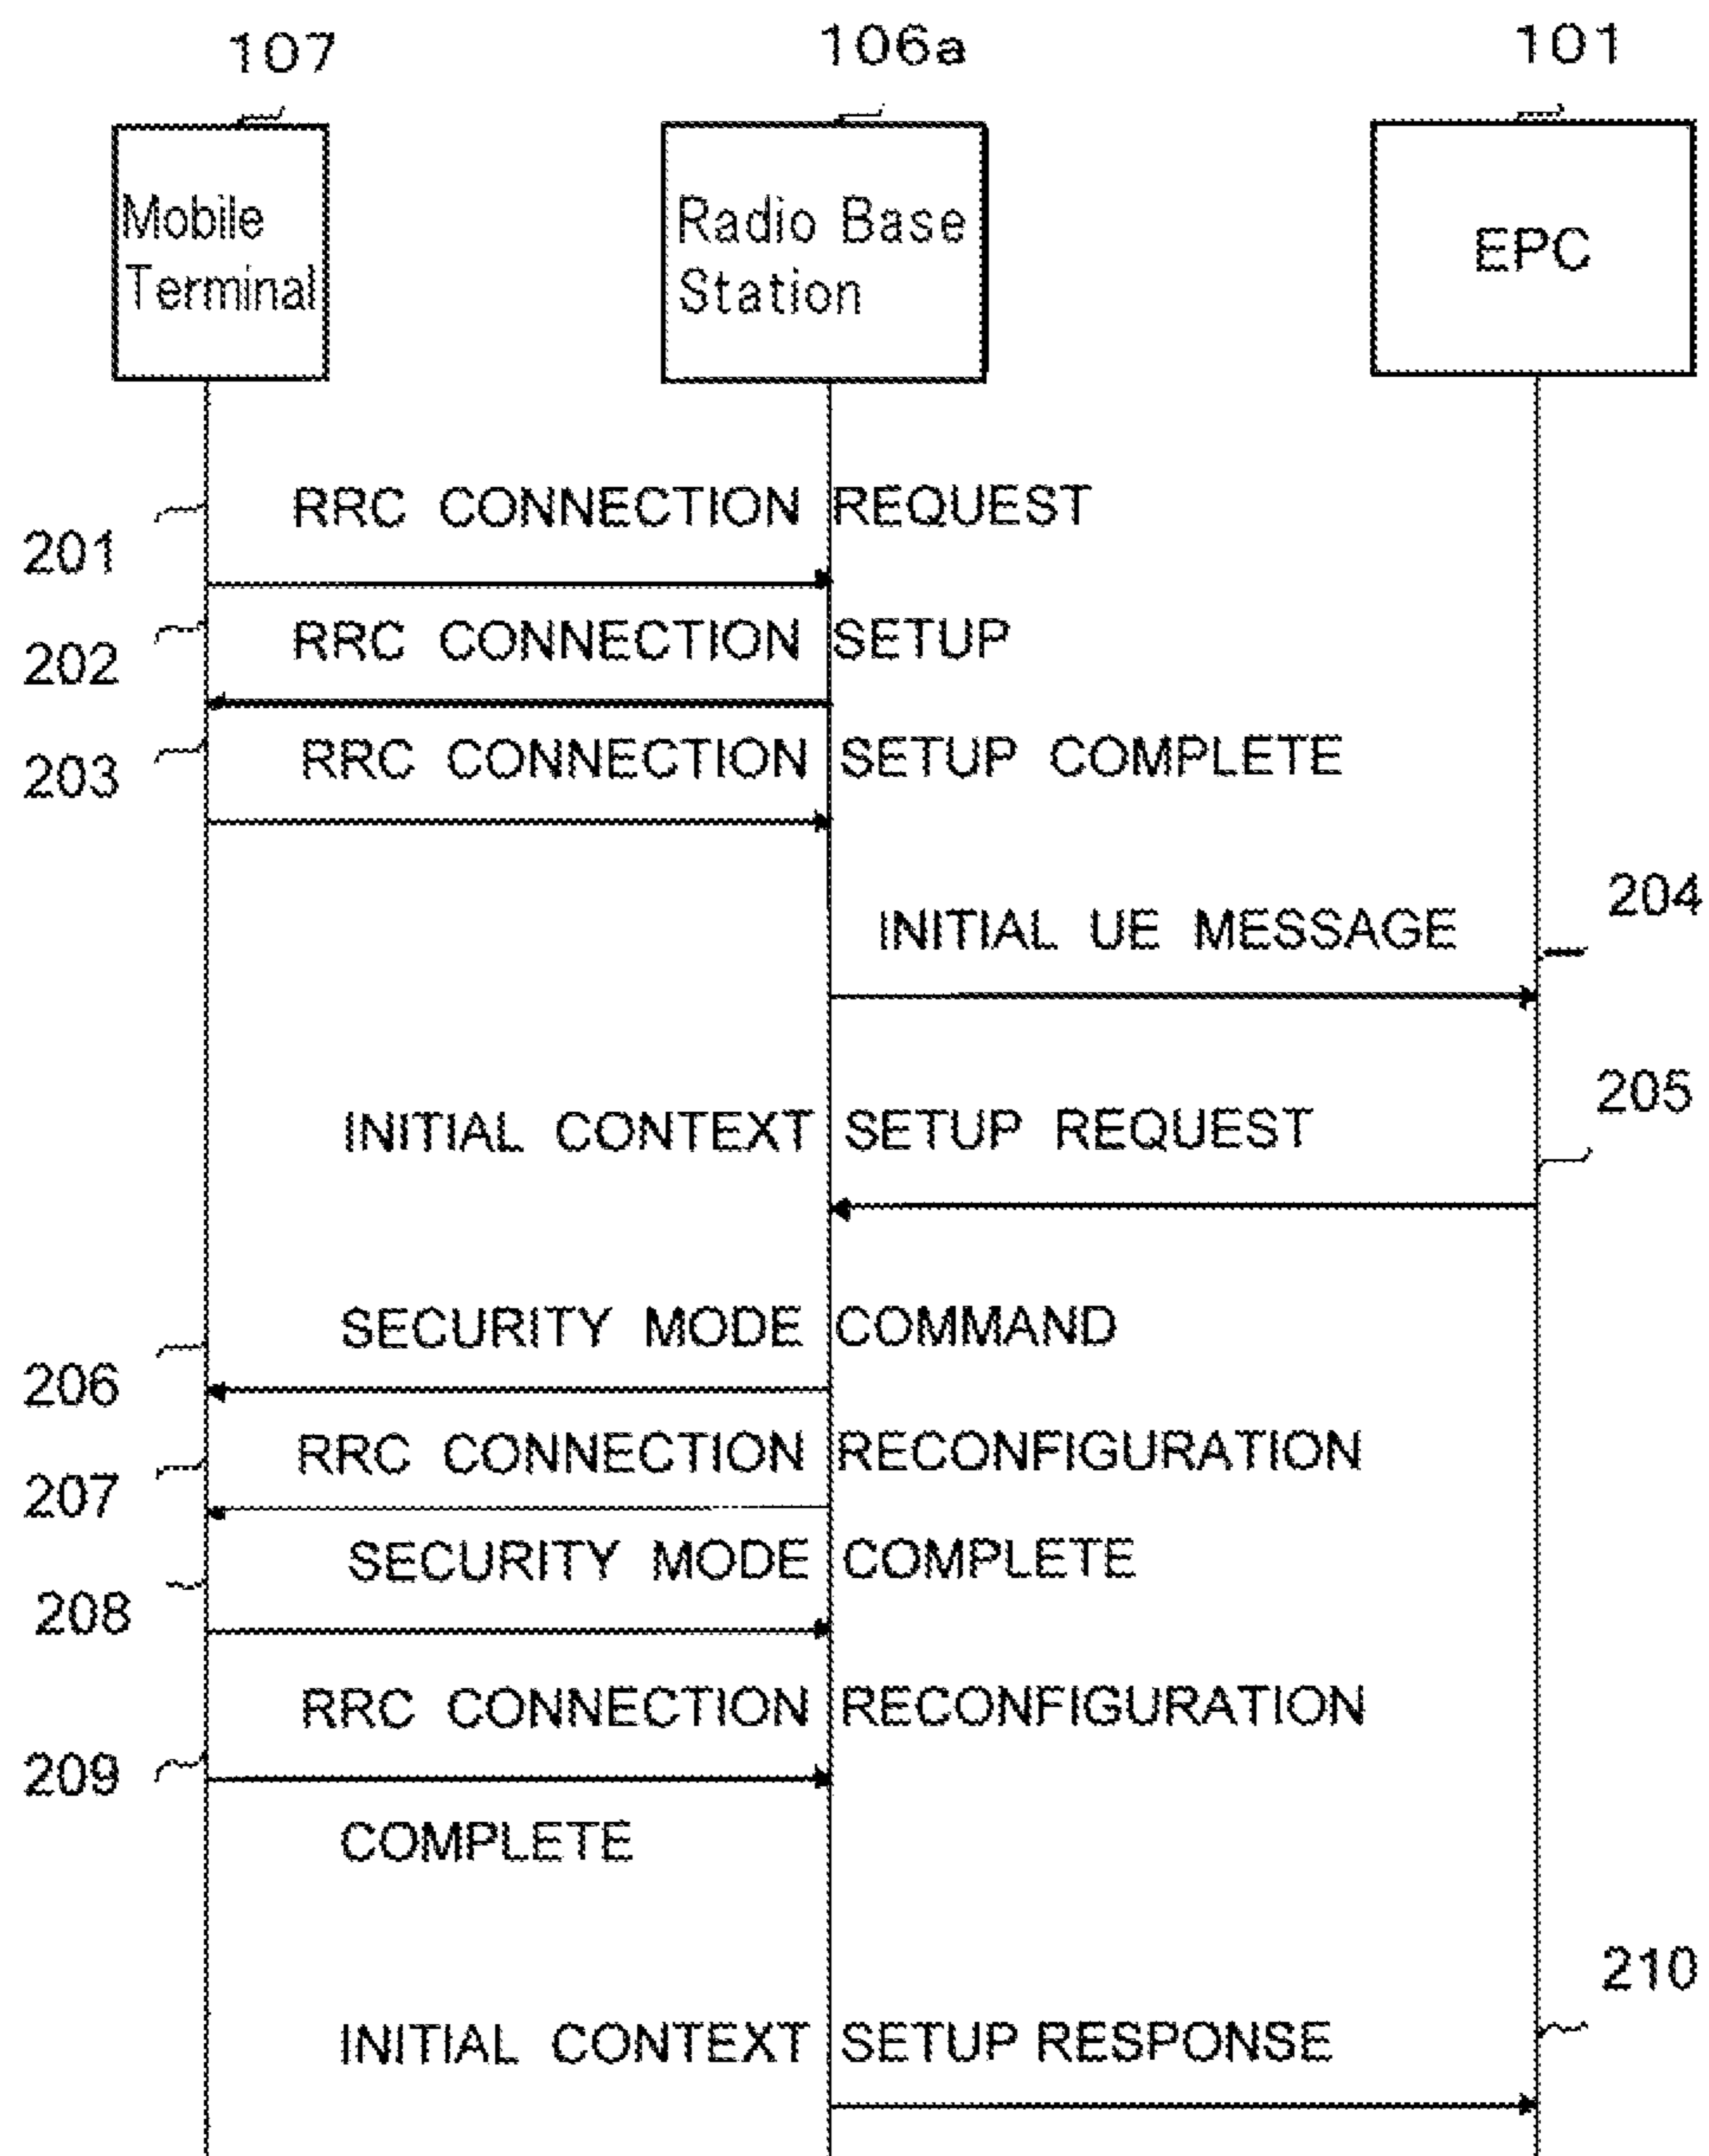 107
106a
101
Mobile
Terminal
Radio Base
Station
EPC
RRC CONNECTION REQUEST
201
RRC CONNECTION SETUP
202
RRC CONNECTION SETUP COMPLETE
203
204
INITIAL UE MESSAGE
205
INITIAL CONTEXT SETUP REQUEST
SECURITY MODE COMMAND
206
RRC CONNECTION RECONFIGURATION
207
SECURITY MODE COMPLETE
208
RRC CONNECTION RECONFIGURATION
209
COMPLETE
210
INITIAL CONTEXT SETUP RESPONSE